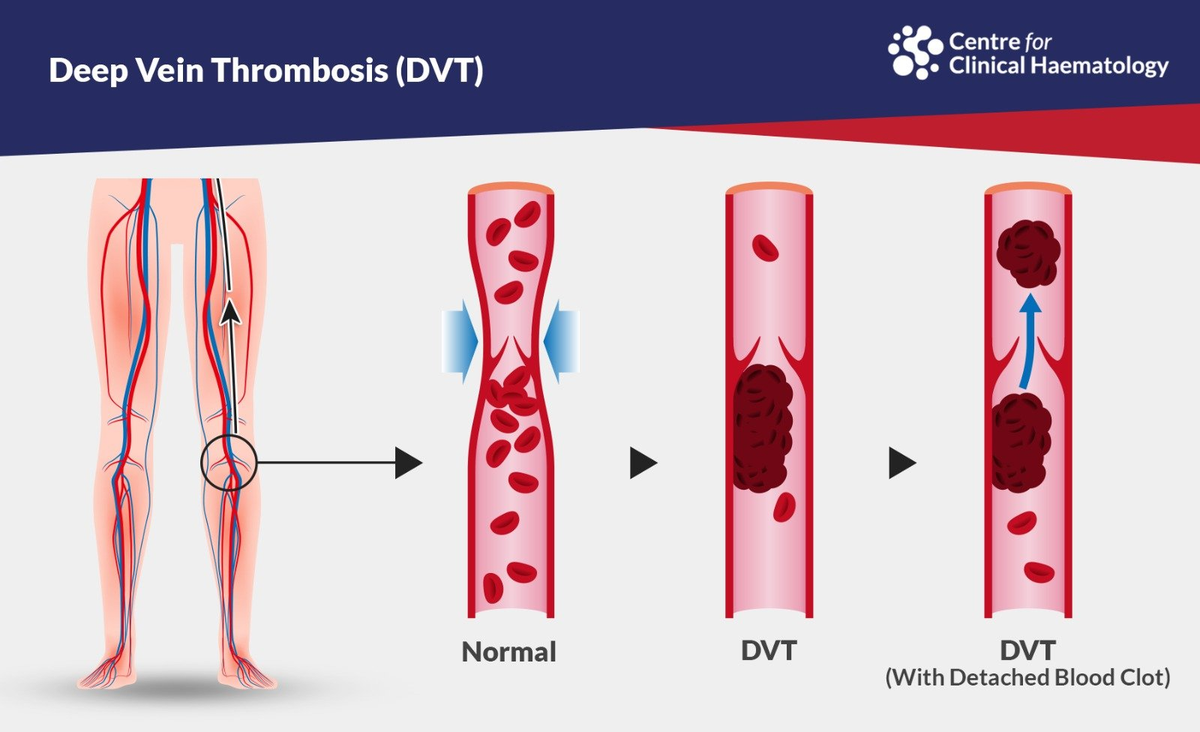 Deep Vein Thrombosis (DVT)
Centre for
Clinical Haematology
Normal
DVT
DVT
(With Detached Blood Clot)